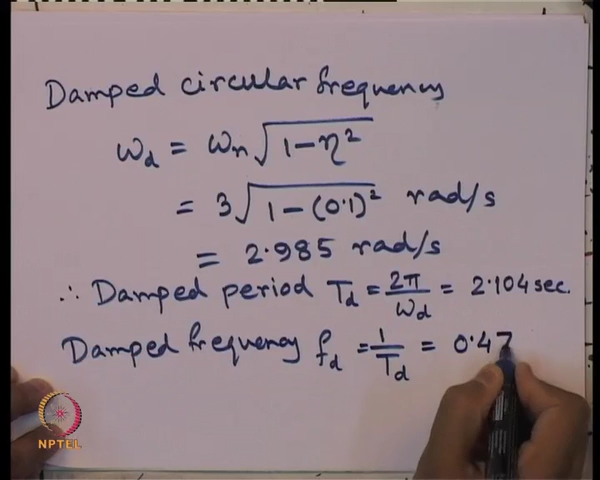 Damped circular frequency
ωd = ωn √(1-η²)
= 3 √(1-(0.1)²) rad/s
= 2.985 rad/s
∴ Damped period Td = 2π/ωd = 2.104 sec.
Damped frequency fd = 1/Td = 0.47
NPTEL